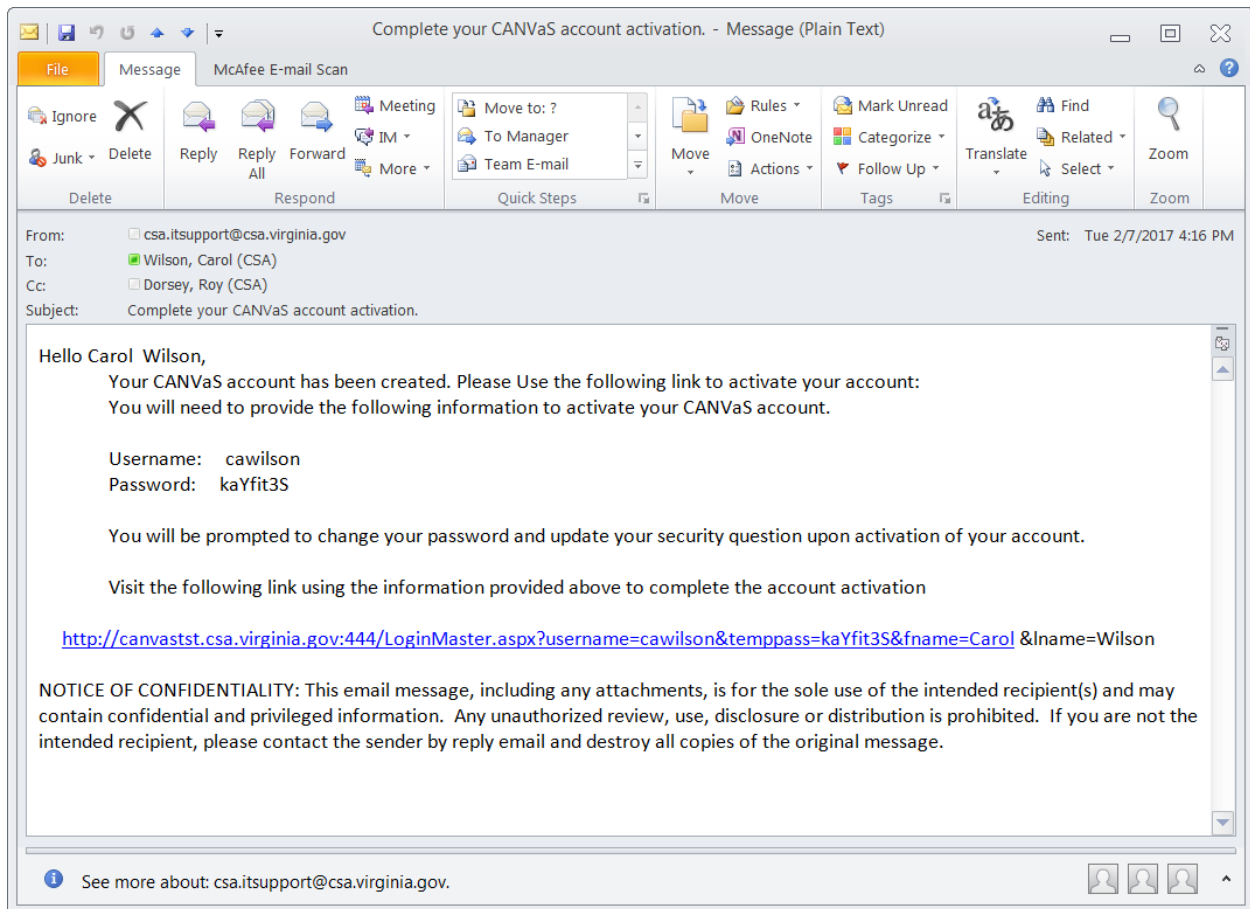 Complete your CANVaS account activation. - Message (Plain Text)
File Message McAfee E-mail Scan
Ignore
Junk
Delete
Reply
Reply All
Forward
Meeting
IM
More
Move to: ?
To Manager
Team E-mail
Move
Rules
OneNote
Actions
Mark Unread
Categorize
Follow Up
Translate
Find
Related
Select
Zoom
Delete Respond Quick Steps Move Tags Editing Zoom
From: csa.itsupport@csa.virginia.gov Sent: Tue 2/7/2017 4:16 PM
To: Wilson, Carol (CSA)
Cc: Dorsey, Roy (CSA)
Subject: Complete your CANVaS account activation.
Hello Carol  Wilson,
Your CANVaS account has been created. Please Use the following link to activate your account:
You will need to provide the following information to activate your CANVaS account.
Username: cawilson
Password: kaYfit3S
You will be prompted to change your password and update your security question upon activation of your account.
Visit the following link using the information provided above to complete the account activation
http://canvastst.csa.virginia.gov:444/LoginMaster.aspx?username=cawilson&temppass=kaYfit3S&fname=Carol &lname=Wilson
NOTICE OF CONFIDENTIALITY: This email message, including any attachments, is for the sole use of the intended recipient(s) and may
contain confidential and privileged information.  Any unauthorized review, use, disclosure or distribution is prohibited.  If you are not the
intended recipient, please contact the sender by reply email and destroy all copies of the original message.
See more about: csa.itsupport@csa.virginia.gov.